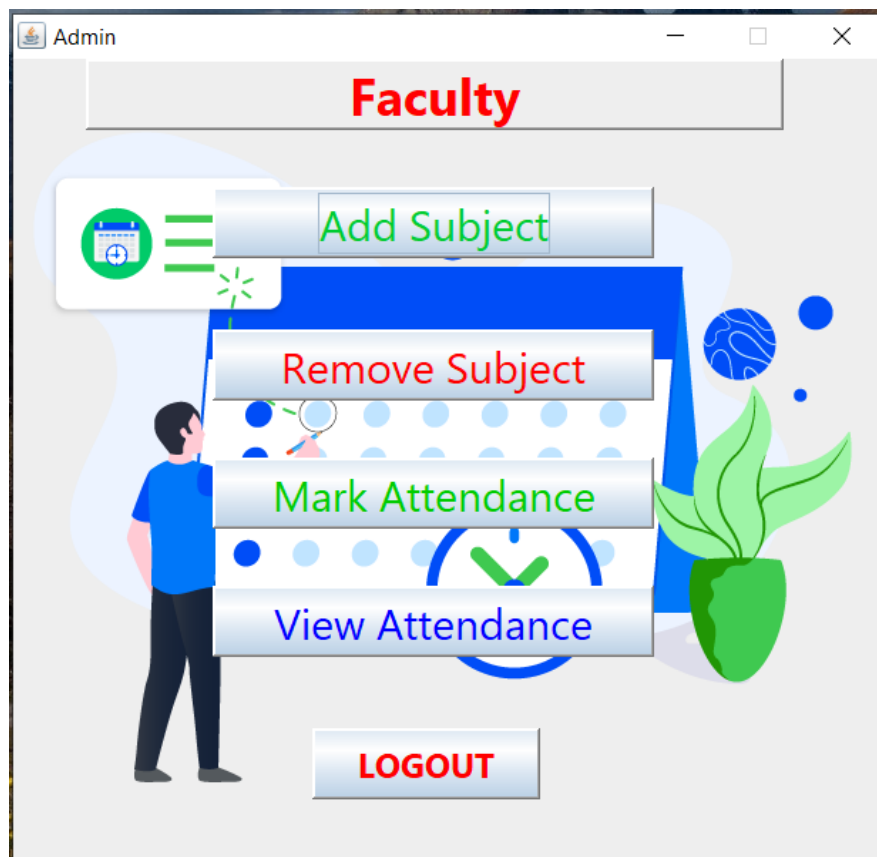 Admin
Faculty
Add Subject
Remove Subject
Mark Attendance
View Attendance
LOGOUT